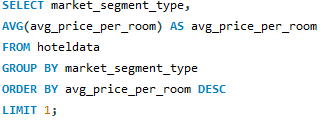 SELECT market_segment_type,
AVG(avg_price_per_room) AS avg_price_per_room
FROM hoteldata
GROUP BY market_segment_type
ORDER BY avg_price_per_room DESC
LIMIT 1;